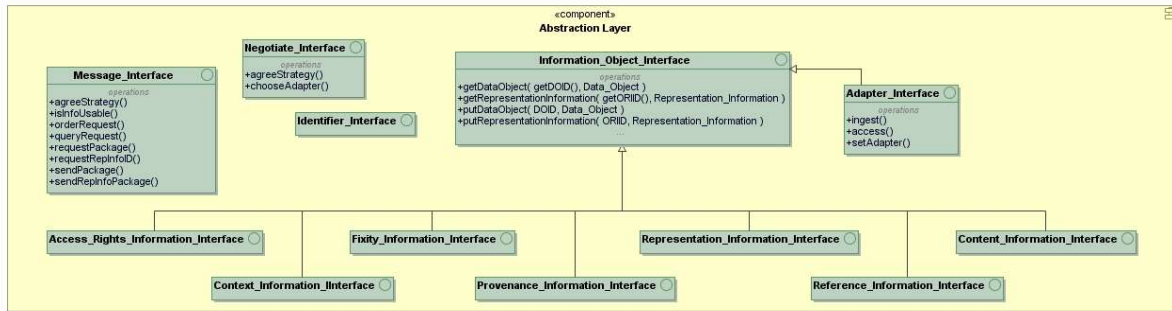 «component»
Abstraction Layer
Message_Interface
operations
+agreeStrategy()
+isInfoUsable()
+orderRequest()
+queryRequest()
+requestPackage()
+requestRepInfoID()
+sendPackage()
+sendRepInfoPackage()
Negotiate_Interface
operations
+agreeStrategy()
+chooseAdapter()
Identifier_Interface
Information_Object_Interface
operations
+getDataObject( getDOID(), Data_Object )
+getRepresentationInformation( getORIID(), Representation_Information )
+putDataObject( DOID, Data_Object )
+putRepresentationInformation( ORIID, Representation_Information )
...
Adapter_Interface
operations
+ingest()
+access()
+setAdapter()
Access_Rights_Information_Interface
Fixity_Information_Interface
Representation_Information_Interface
Content_Information_Interface
Context_Information_IInterface
Provenance_Information_Interface
Reference_Information_Interface